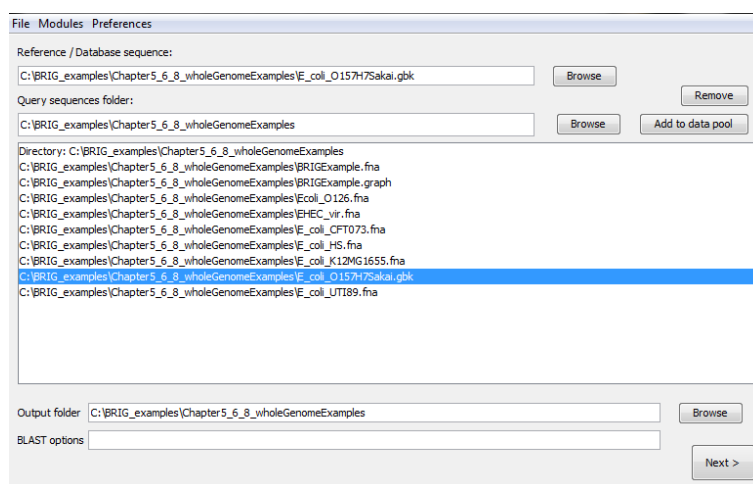 File Modules Preferences
Reference / Database sequence:
C:\BRIG_examples\Chapter5_6_8_wholeGenomeExamples\E_coli_O157H7Sakai.gbk Browse
Remove
Query sequences folder:
C:\BRIG_examples\Chapter5_6_8_wholeGenomeExamples Browse Add to data pool
Directory: C:\BRIG_examples\Chapter5_6_8_wholeGenomeExamples
C:\BRIG_examples\Chapter5_6_8_wholeGenomeExamples\BRIGExample.fna
C:\BRIG_examples\Chapter5_6_8_wholeGenomeExamples\BRIGExample.graph
C:\BRIG_examples\Chapter5_6_8_wholeGenomeExamples\Ecoli_O126.fna
C:\BRIG_examples\Chapter5_6_8_wholeGenomeExamples\EHEC_vir.fna
C:\BRIG_examples\Chapter5_6_8_wholeGenomeExamples\E_coli_CFT073.fna
C:\BRIG_examples\Chapter5_6_8_wholeGenomeExamples\E_coli_HS.fna
C:\BRIG_examples\Chapter5_6_8_wholeGenomeExamples\E_coli_K12MG1655.fna
C:\BRIG_examples\Chapter5_6_8_wholeGenomeExamples\E_coli_O157H7Sakai.gbk
C:\BRIG_examples\Chapter5_6_8_wholeGenomeExamples\E_coli_UTI89.fna
Output folder C:\BRIG_examples\Chapter5_6_8_wholeGenomeExamples Browse
BLAST options
Next >